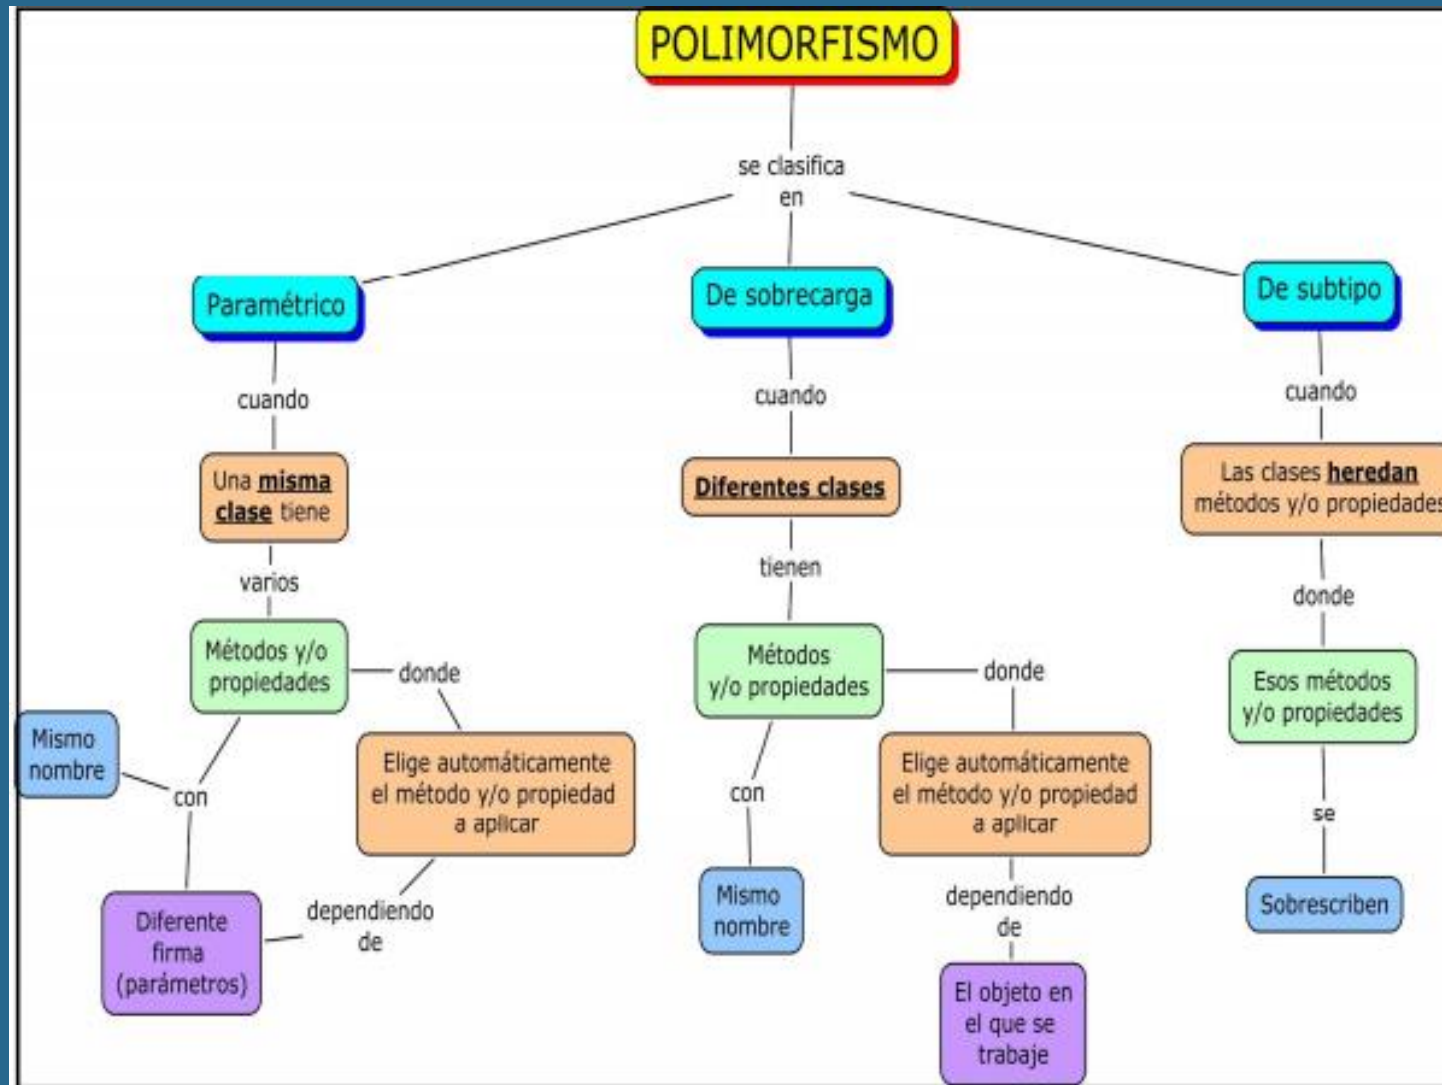 POLIMORFISMO
se clasifica
en
Paramétrico
cuando
Una misma
clase tiene
varios
Métodos y/o
propiedades
con
Mismo
nombre
Diferente
firma
(parámetros)
donde
Elige automáticamente
el método y/o propiedad
a aplicar
dependiendo
de
De sobrecarga
cuando
Diferentes clases
tienen
Métodos
y/o propiedades
con
Mismo
nombre
donde
Elige automáticamente
el método y/o propiedad
a aplicar
dependiendo
de
El objeto en
el que se
trabaje
De subtipo
cuando
Las clases heredan
métodos y/o propiedades
donde
Esos métodos
y/o propiedades
se
Sobrescriben